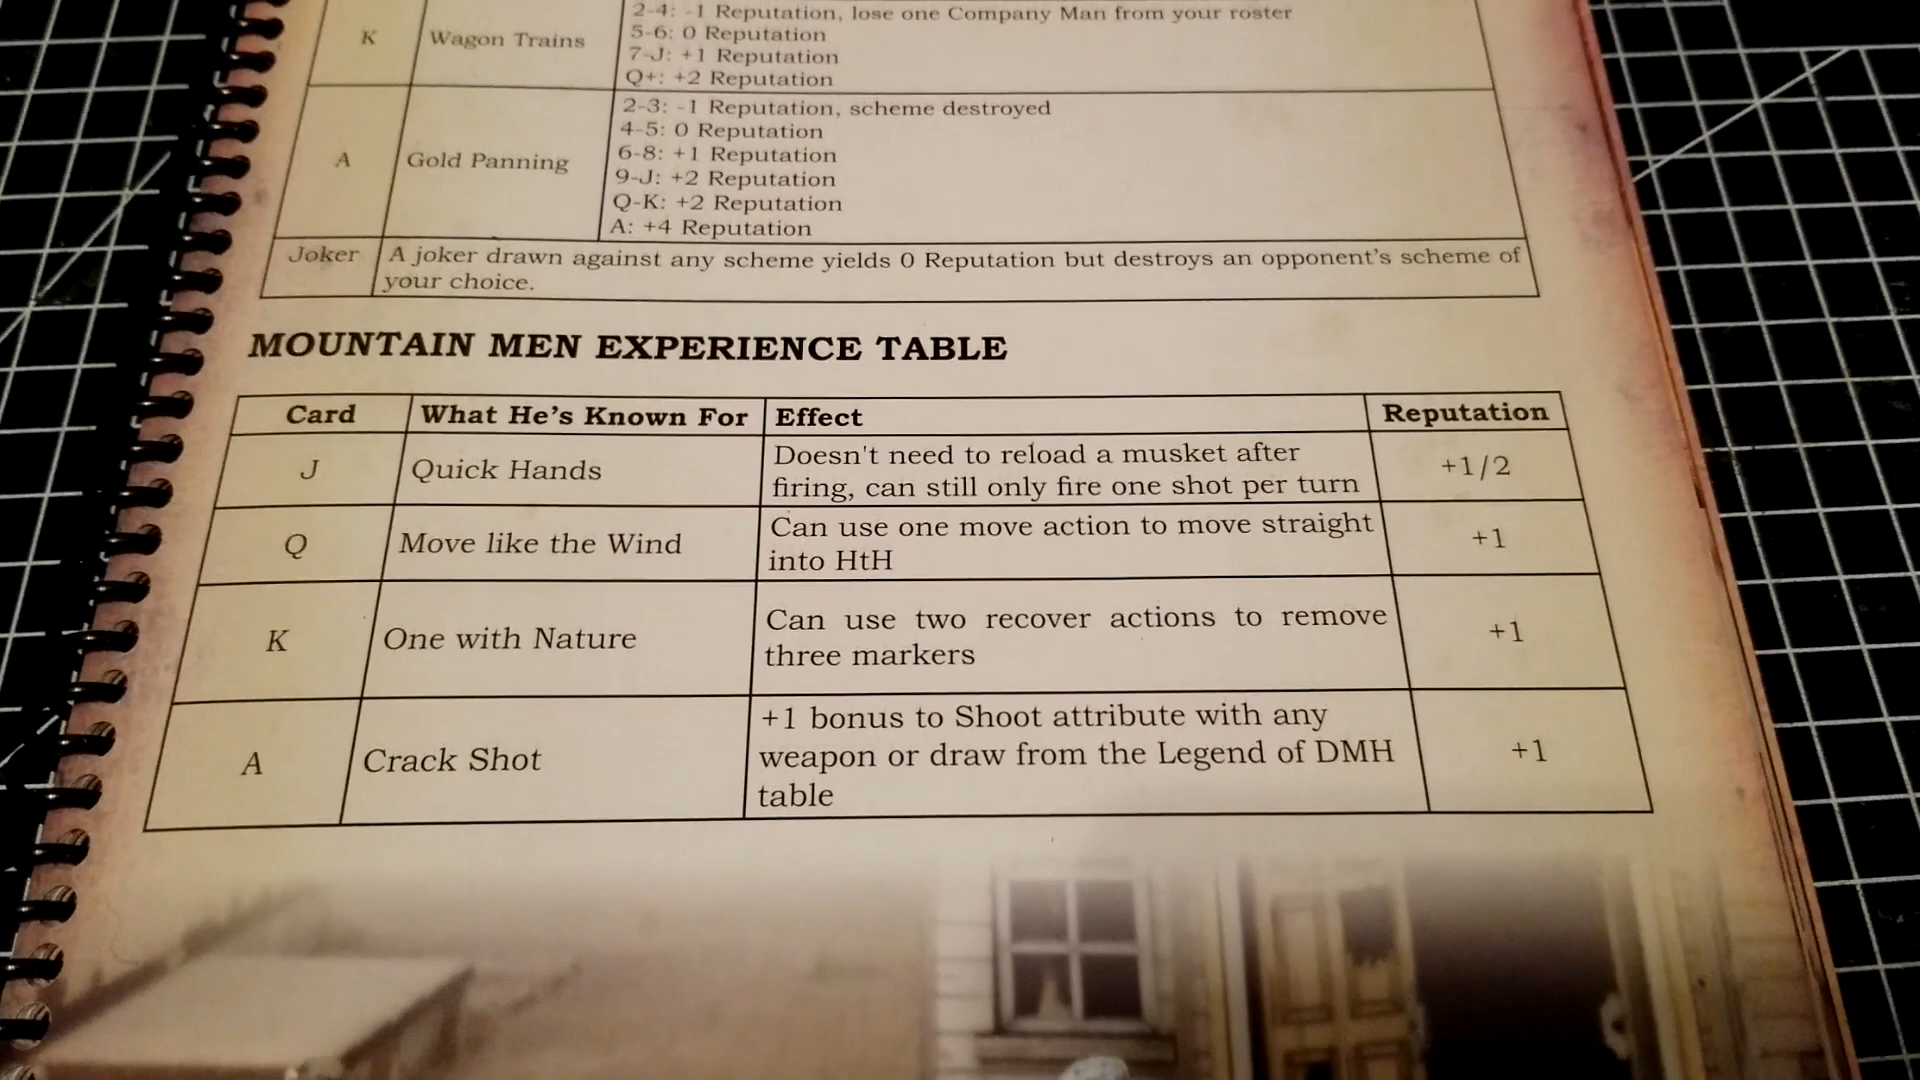 2-4: -1 Reputation, lose one Company Man from your roster
K Wagon Trains 5-6: 0 Reputation
7-J: +1 Reputation
Q+: +2 Reputation
2-3: -1 Reputation, scheme destroyed
4-5: 0 Reputation
A Gold Panning 6-8: +1 Reputation
9-J: +2 Reputation
Q-K: +2 Reputation
A: +4 Reputation
Joker A joker drawn against any scheme yields 0 Reputation but destroys an opponent's scheme of
your choice.
MOUNTAIN MEN EXPERIENCE TABLE
Card What He's Known For Effect Reputation
J Quick Hands Doesn't need to reload a musket after +1/2
firing, can still only fire one shot per turn
Q Move like the Wind Can use one move action to move straight +1
into HtH
K One with Nature Can use two recover actions to remove +1
three markers
+1 bonus to Shoot attribute with any
A Crack Shot weapon or draw from the Legend of DMH +1
table